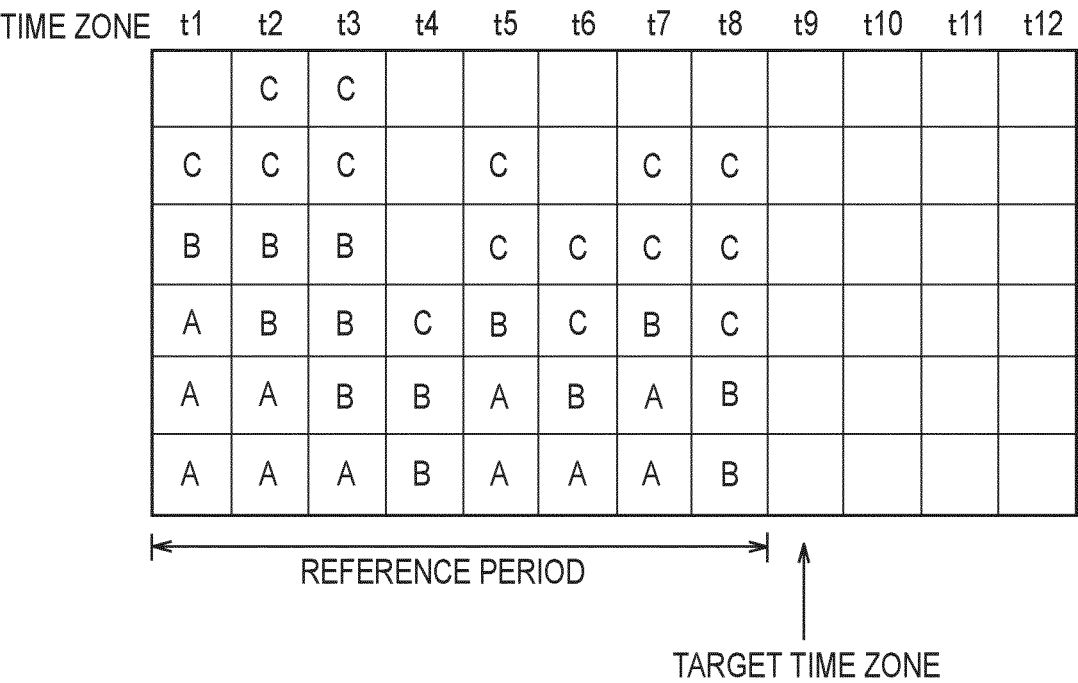 TIME ZONE t1 t2 t3 t4 t5 t6 t7 t8 t9 t10 t11 t12
C C
C C C C C C
B B B C C C C
A B B C B C B C
A A B B A B A B
A A A B A A A B
REFERENCE PERIOD
TARGET TIME ZONE